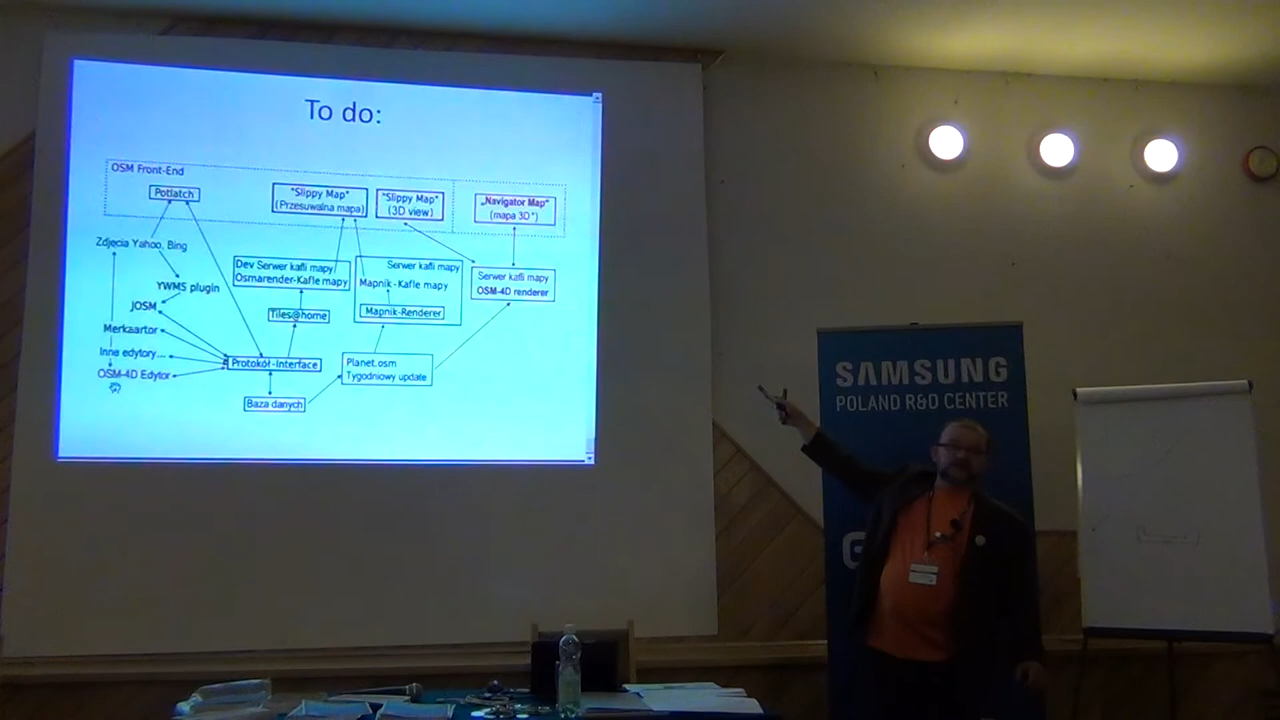 To do:
OSM Front-End
Potlatch
"Slippy Map"
(Przesuwalna mapa)
"Slippy Map"
(3D view)
„Navigator Map"
(mapa 3D*)
Zdjęcia Yahoo, Bing
YWMS plugin
JOSM
Merkaartor
Inne edytory...
OSM-4D Edytor
Dev Serwer kafli mapy
Osmarender-Kafle mapy
Tiles@home
Serwer kafli mapy
Mapnik-Kafle mapy
Mapnik-Renderer
Serwer kafli mapy
OSM-4D renderer
Protokół-Interface
Planet.osm
Tygodniowy update
Baza danych
SAMSUNG
POLAND R&D CENTER
G